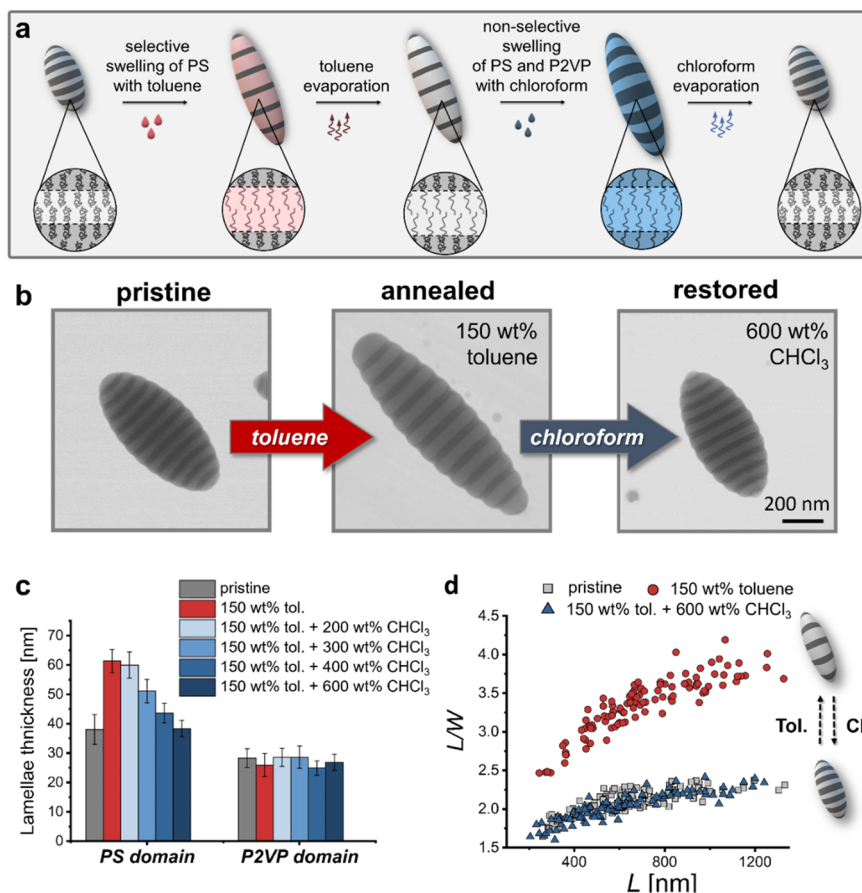 a
selective
swelling of PS
with toluene
toluene
evaporation
non-selective
swelling
of PS and P2VP
with chloroform
chloroform
evaporation
b
pristine
annealed
restored
150 wt%
toluene
600 wt%
CHCl₃
toluene
chloroform
200 nm
c
pristine
150 wt% tol.
150 wt% tol. + 200 wt% CHCl₃
150 wt% tol. + 300 wt% CHCl₃
150 wt% tol. + 400 wt% CHCl₃
150 wt% tol. + 600 wt% CHCl₃
Lamellae thnickness [nm]
70
60
50
40
30
20
10
0
PS domain
P2VP domain
d
pristine
150 wt% toluene
150 wt% tol. + 600 wt% CHCl₃
L/W
4.5
4.0
3.5
3.0
2.5
2.0
1.5
400
800
1200
L [nm]
Tol.
Cl